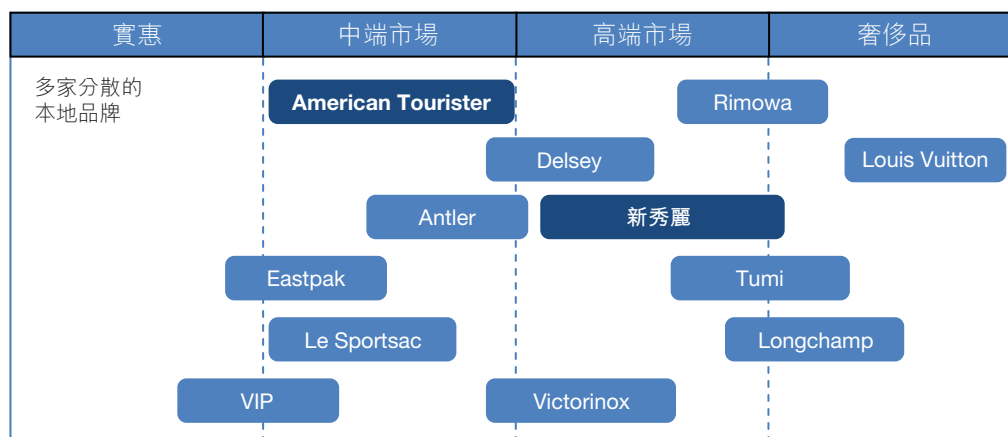 實惠
中端市場
高端市場
奢侈品
多家分散的
本地品牌
American Tourister
Rimowa
Delsey
Louis Vuitton
Antler
新秀麗
Eastpak
Tumi
Le Sportsac
Longchamp
VIP
Victorinox